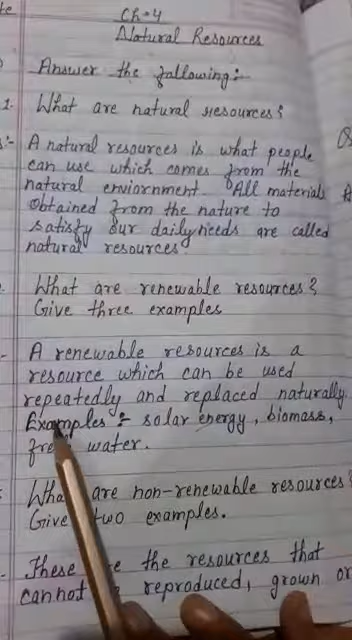 Ch-4
Natural Resources
Answer the following:-
1. What are natural resources?
A natural resources is what people
can use which comes from the
natural enviornment. All materials
Obtained from the nature to
satisfy our daily needs are called
natural resources.
What are renewable resources?
Give three examples
A renewable resources is a
resource which can be used
repeatedly and replaced naturally.
Examples:- solar energy, biomass,
water.
What are non-renewable resources?
Give two examples.
These the resources that
cannot reproduced, grown or